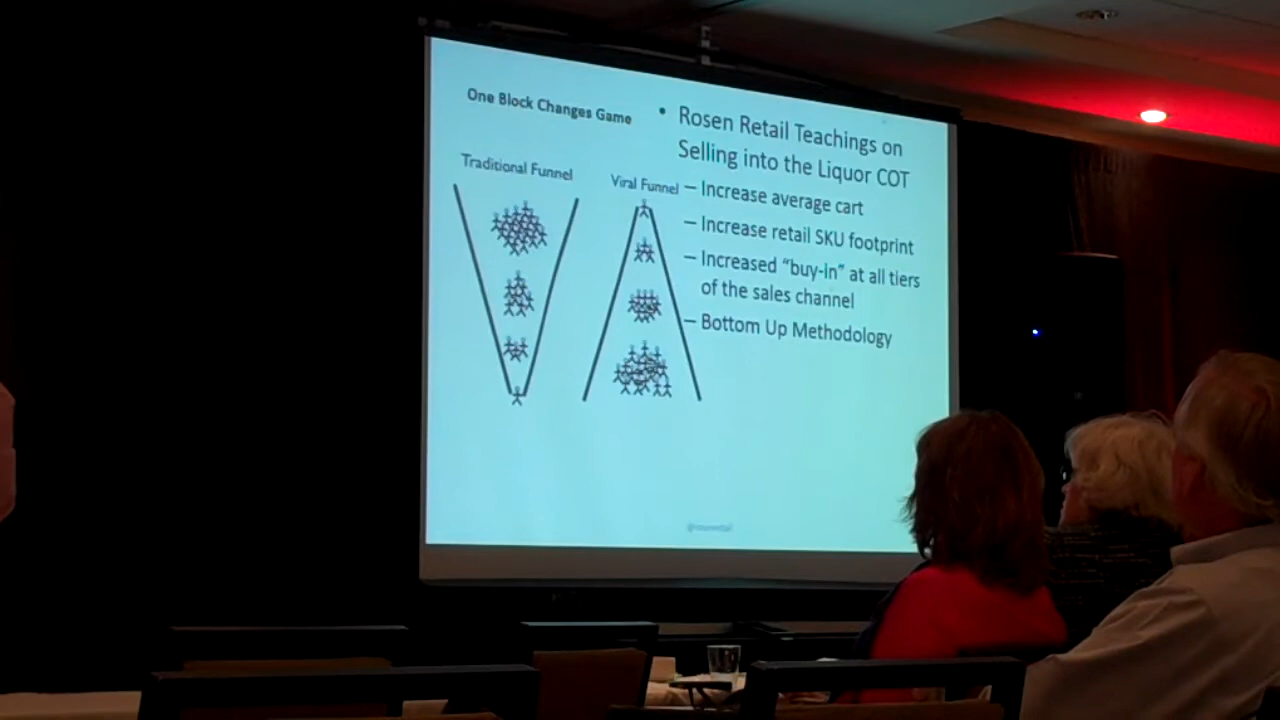 One Block Changes Game
Traditional Funnel
Viral Funnel
• Rosen Retail Teachings on
Selling into the Liquor COT
– Increase average cart
– Increase retail SKU footprint
– Increased “buy-in” at all tiers
of the sales channel
– Bottom Up Methodology